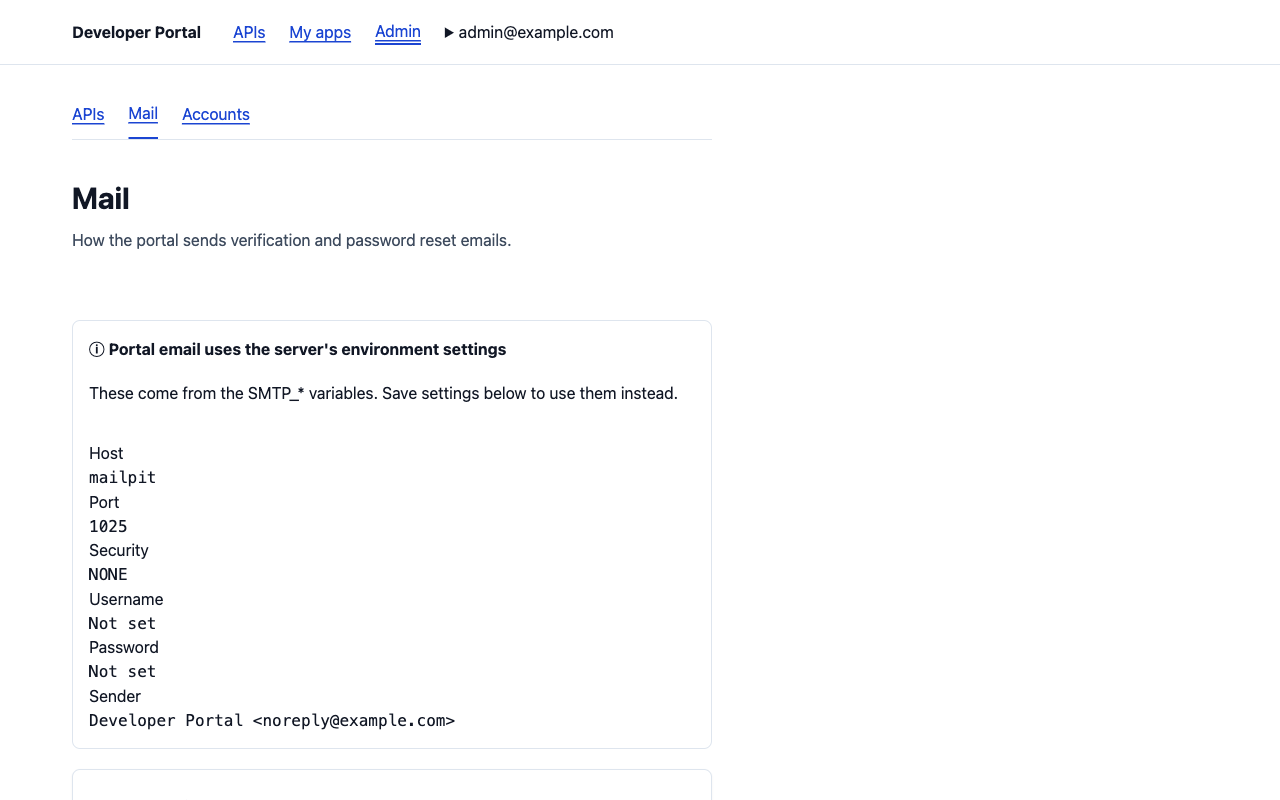 Developer Portal APIs My apps Admin ▶ admin@example.com
APIs Mail Accounts
Mail
How the portal sends verification and password reset emails.
ⓘ Portal email uses the server's environment settings
These come from the SMTP_* variables. Save settings below to use them instead.
Host
mailpit
Port
1025
Security
NONE
Username
Not set
Password
Not set
Sender
Developer Portal <noreply@example.com>